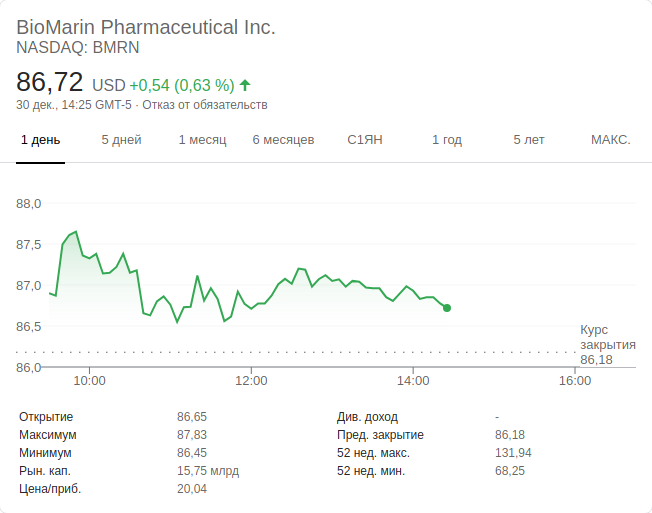 BioMarin Pharmaceutical Inc.
NASDAQ: BMRN
86,72 USD +0,54 (0,63 %)
30 дек., 14:25 GMT-5 · Отказ от обязательств
1 день 5 дней 1 месяц 6 месяцев С1ЯН 1 год 5 лет МАКС.
88,0
87,5
87,0
86,5
86,0
Курс
закрытия
86,18
10:00 12:00 14:00 16:00
Открытие 86,65 Див. доход -
Максимум 87,83 Пред. закрытие 86,18
Минимум 86,45 52 нед. макс. 131,94
Рын. кап. 15,75 млрд 52 нед. мин. 68,25
Цена/приб. 20,04